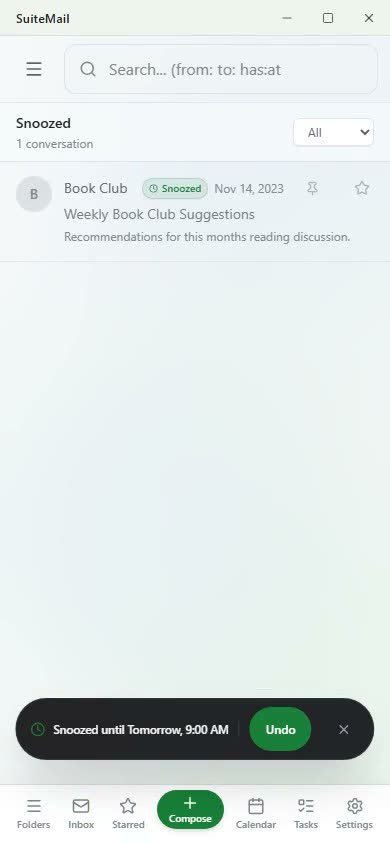 SuiteMail
Search... (from: to: has:at
Snoozed
1 conversation
All
B
Book Club
Snoozed
Nov 14, 2023
Weekly Book Club Suggestions
Recommendations for this months reading discussion.
Snoozed until Tomorrow, 9:00 AM
Undo
Folders
Inbox
Starred
Compose
Calendar
Tasks
Settings